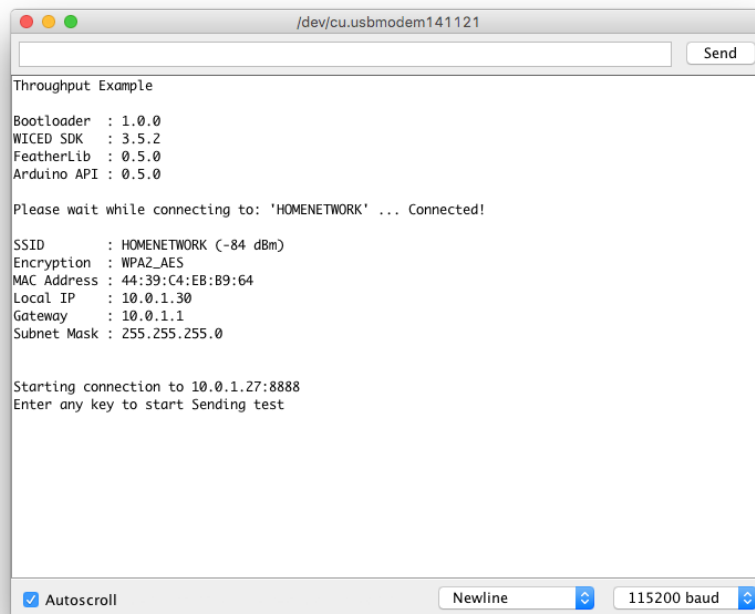 /dev/cu.usbmodem141121
Send
Throughput Example
Bootloader : 1.0.0
WICED SDK : 3.5.2
FeatherLib : 0.5.0
Arduino API : 0.5.0
Please wait while connecting to: 'HOMENETWORK' ... Connected!
SSID : HOMENETWORK (-84 dBm)
Encryption : WPA2_AES
MAC Address : 44:39:C4:EB:B9:64
Local IP : 10.0.1.30
Gateway : 10.0.1.1
Subnet Mask : 255.255.255.0
Starting connection to 10.0.1.27:8888
Enter any key to start Sending test
Autoscroll Newline 115200 baud